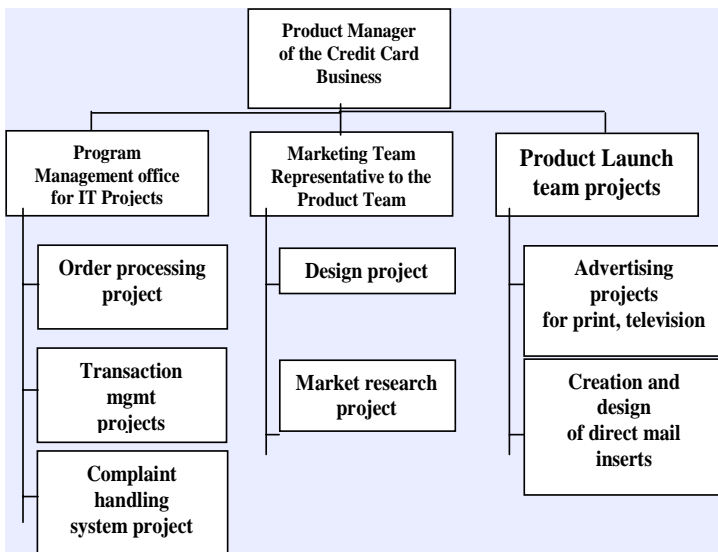 Product Manager
of the Credit Card
Business
Program
Management office
for IT Projects
Marketing Team
Representative to the
Product Team
Product Launch
team projects
Order processing
project
Transaction
mgmt
projects
Complaint
handling
system project
Design project
Market research
project
Advertising
projects
for print, television
Creation and
design
of direct mail
inserts